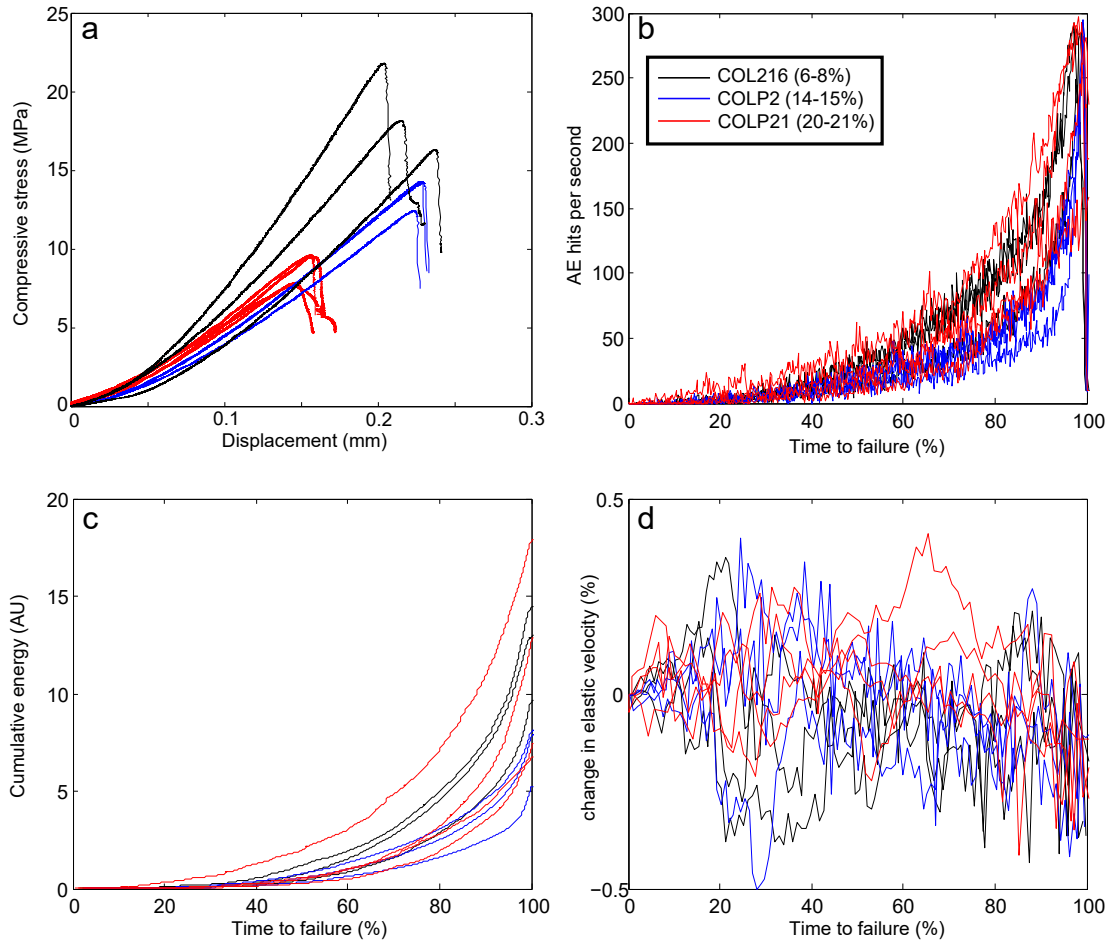 a
25
20
15
10
5
0
Compressive stress (MPa)
0
0.1
0.2
0.3
Displacement (mm)
b
300
250
200
150
100
50
0
AE hits per second
COL216 (6-8%)
COLP2 (14-15%)
COLP21 (20-21%)
0
20
40
60
80
100
Time to failure (%)
c
20
15
10
5
0
Cumulative energy (AU)
0
20
40
60
80
100
Time to failure (%)
d
0.5
0
−0.5
change in elastic velocity (%)
0
20
40
60
80
100
Time to failure (%)